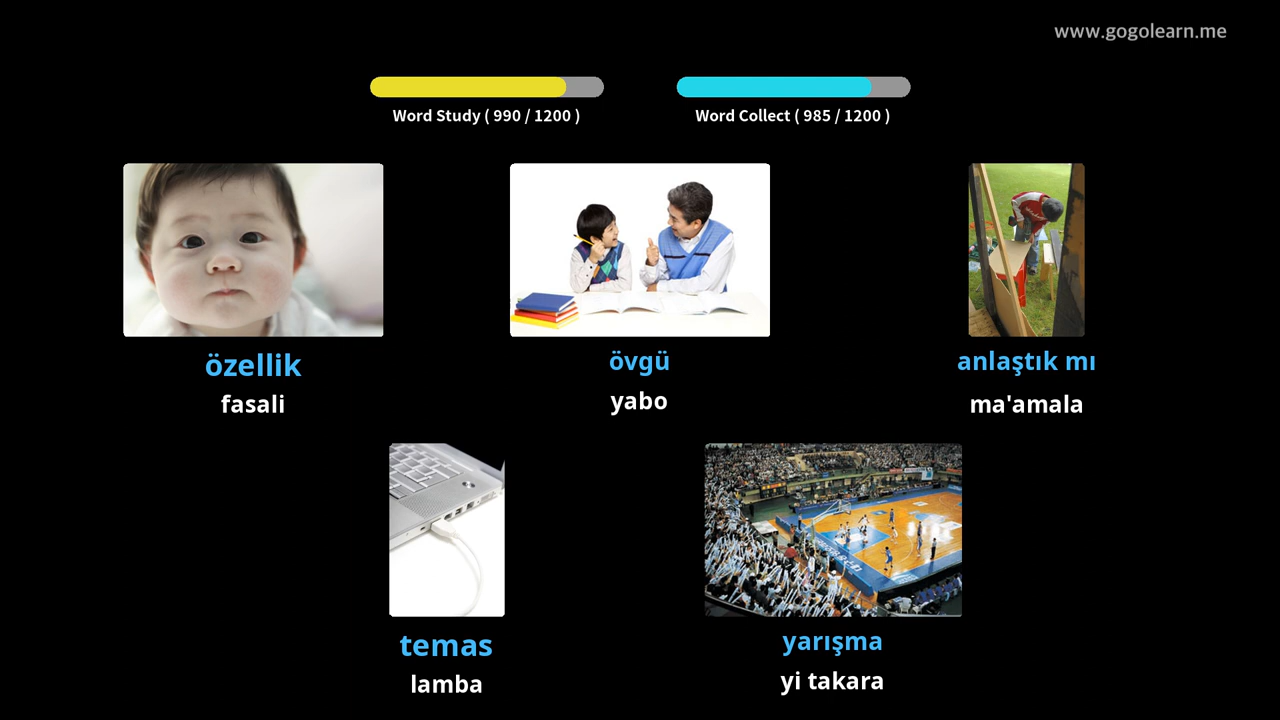 www.gogolearn.me
Word Study ( 990 / 1200 )
Word Collect ( 985 / 1200 )
özellik
fasali
övgü
yabo
anlaştık mı
ma'amala
temas
lamba
yarışma
yi takara